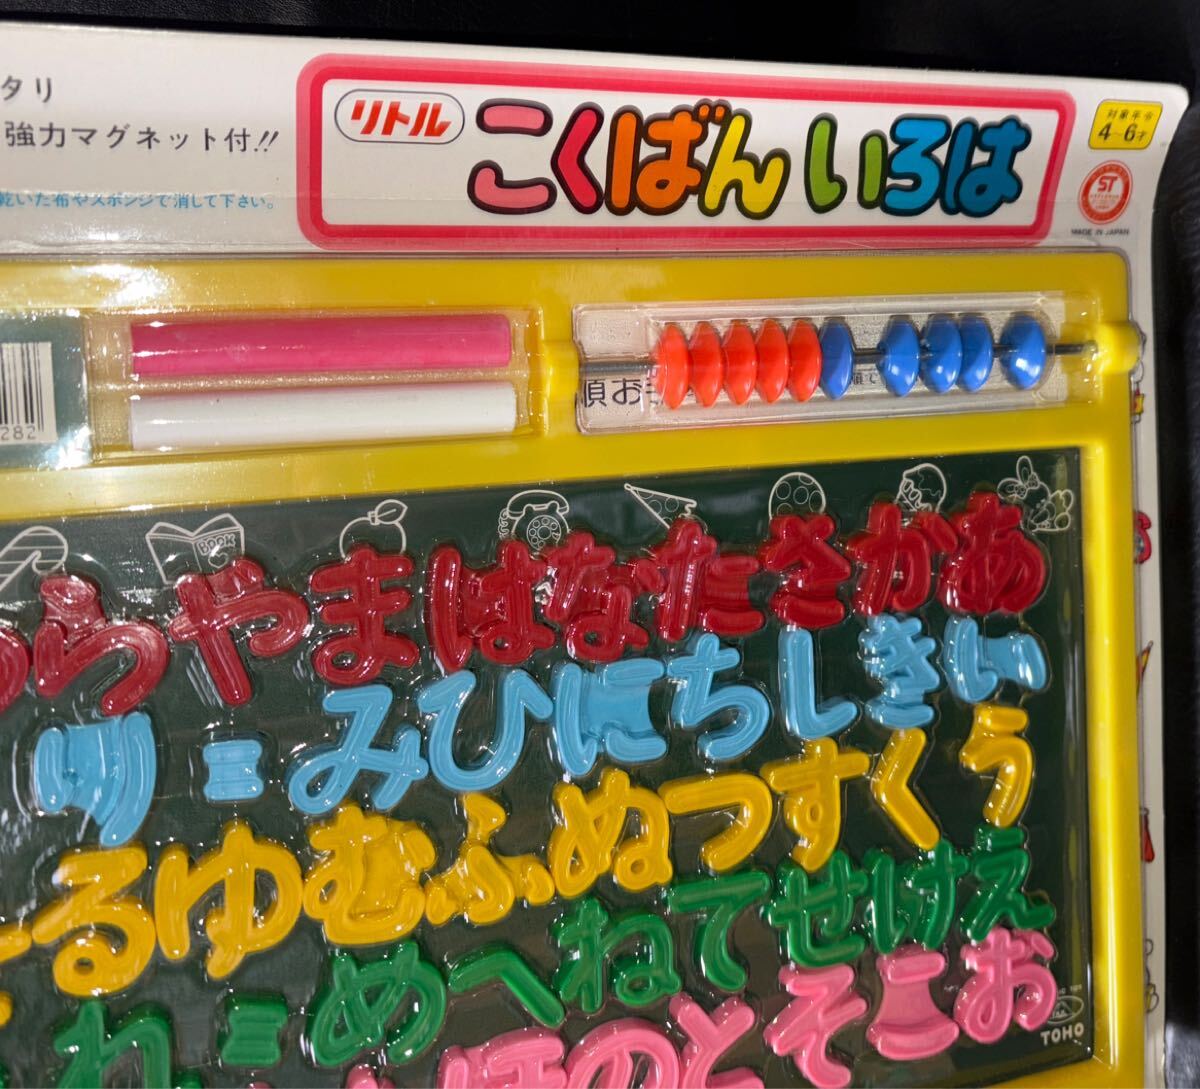 タリ
強力マグネット付!!
乾いた布やスポンジで消して下さい。
リトル
こくばん いろは
対象年令
4~6才
ST
MADE IN JAPAN
282
BOOK
らやまはなたさかあ
り=みひにちしきい
ーるゆむふぬつすくう
れ=めへねてせけえ
ほのとそこお
TOHO